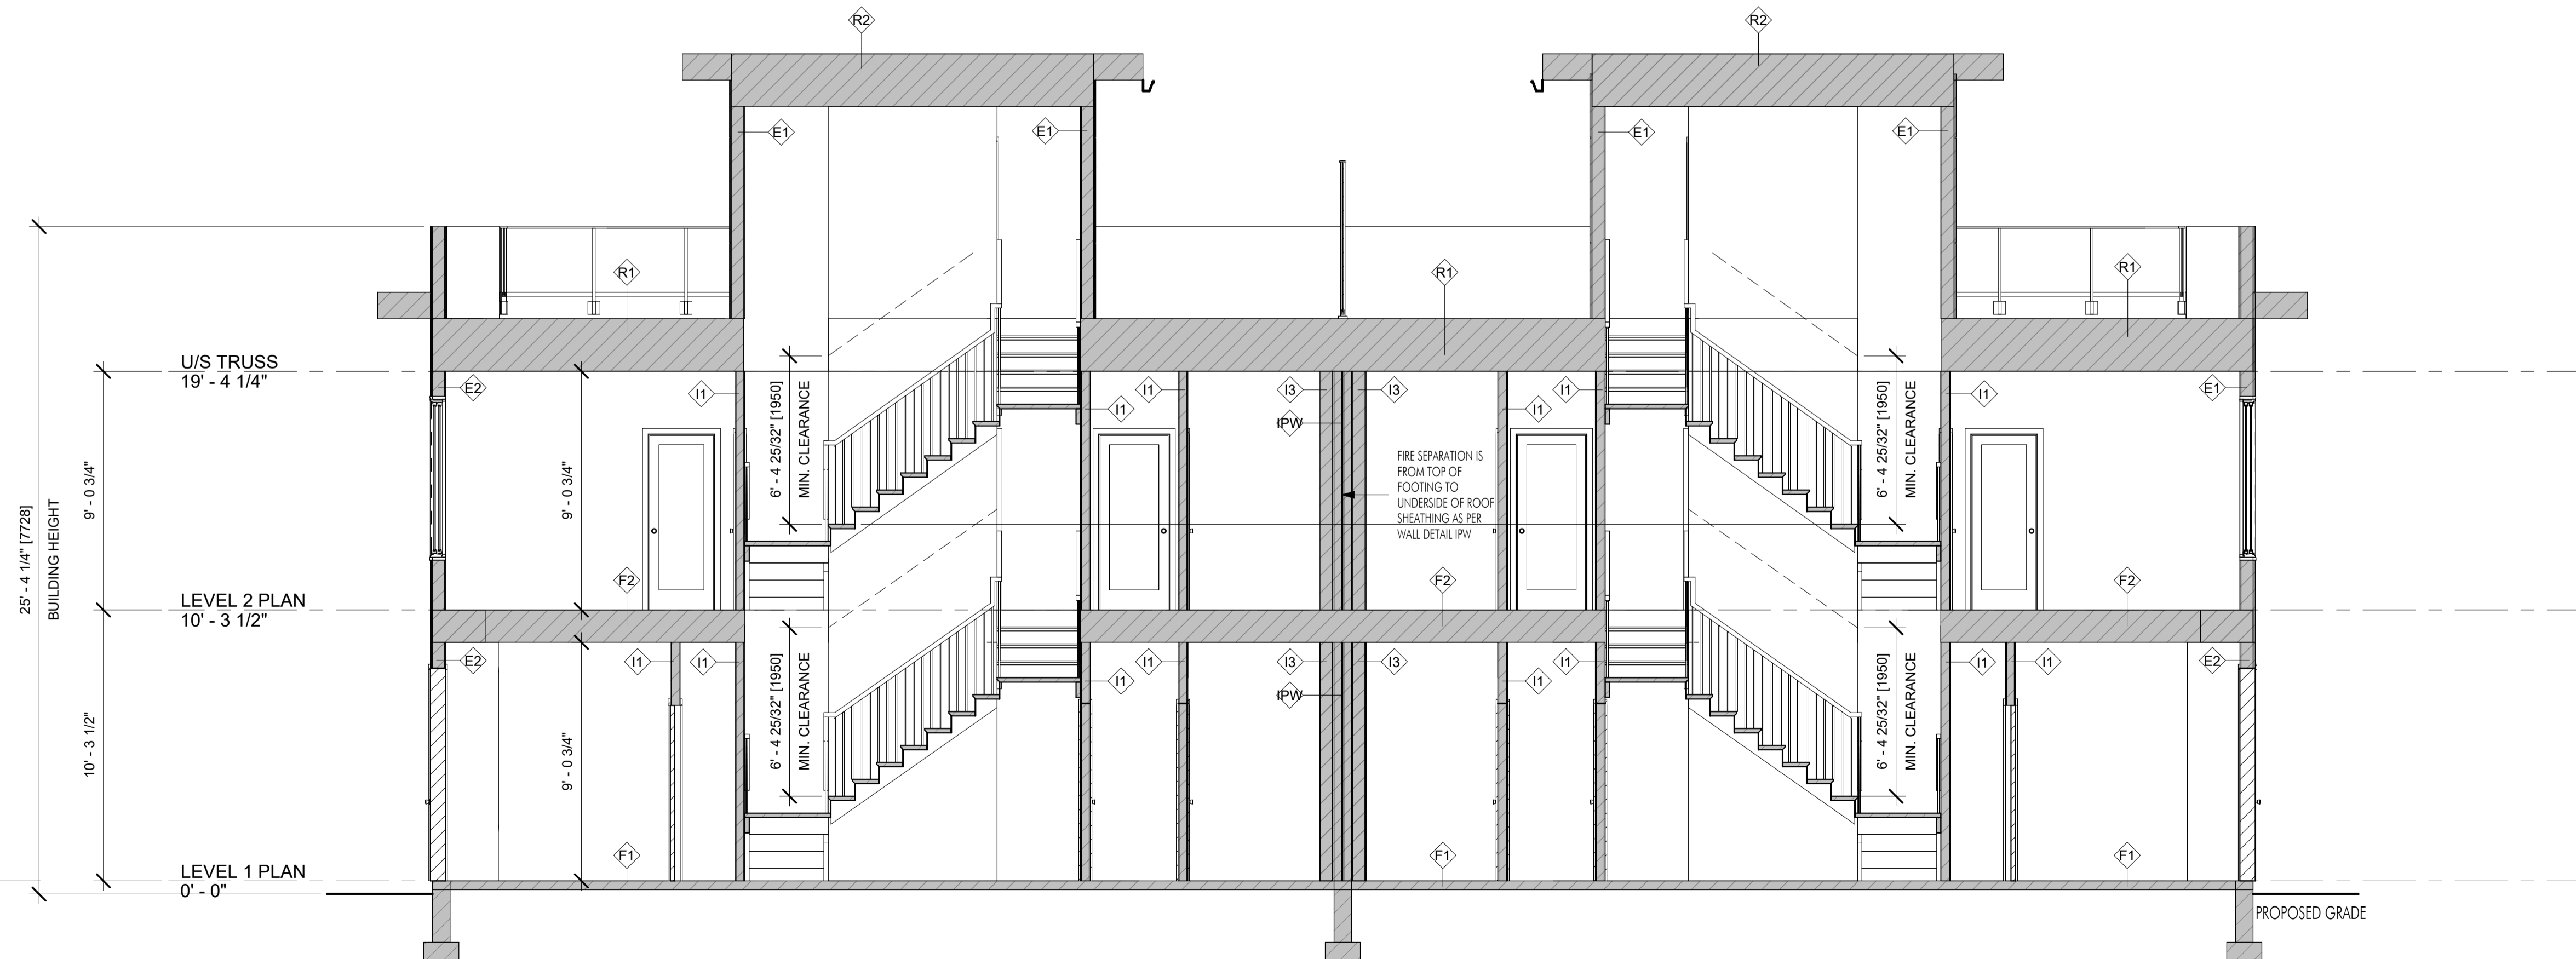 R2
R2
E1
E1
E1
E1
R1
R1
R1
U/S TRUSS
19' - 4 1/4"
E2
I1
I1
I3
I3
I1
I1
I1
I1
E1
IPW
6' - 4 25/32" [1950]
MIN. CLEARANCE
FIRE SEPARATION IS
FROM TOP OF
FOOTING TO
UNDERSIDE OF ROOF
SHEATHING AS PER
WALL DETAIL IPW
6' - 4 25/32" [1950]
MIN. CLEARANCE
25' - 4 1/4" [7728]
BUILDING HEIGHT
9' - 0 3/4"
9' - 0 3/4"
F2
F2
F2
LEVEL 2 PLAN
10' - 3 1/2"
E2
I1
I1
I1
I1
I3
I3
I1
I1
I1
I1
E2
IPW
6' - 4 25/32" [1950]
MIN. CLEARANCE
6' - 4 25/32" [1950]
MIN. CLEARANCE
10' - 3 1/2"
9' - 0 3/4"
F1
F1
F1
LEVEL 1 PLAN
0' - 0"
PROPOSED GRADE